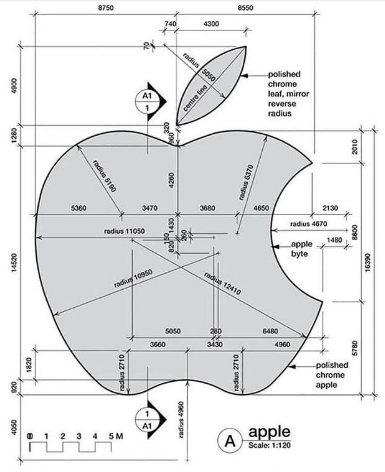 8750
8550
740
4300
70
radius 5050
centre line
4900
A1
1
polished
chrome
leaf, mirror
reverse
radius
320
1280
360
2010
radius 5190
4260
radius 6370
5360
3470
3680
4650
2130
1430
radius 4670
radius 11050
150
260
820
8600
1480
apple
byte
16390
14520
radius 10950
radius 12410
5050
280
6480
3660
3430
4960
5780
1820
radius 2710
radius 2710
polished
chrome
apple
920
radius 4960
1
A1
4050
0 1 2 3 4 5 M
A
apple
Scale: 1:120